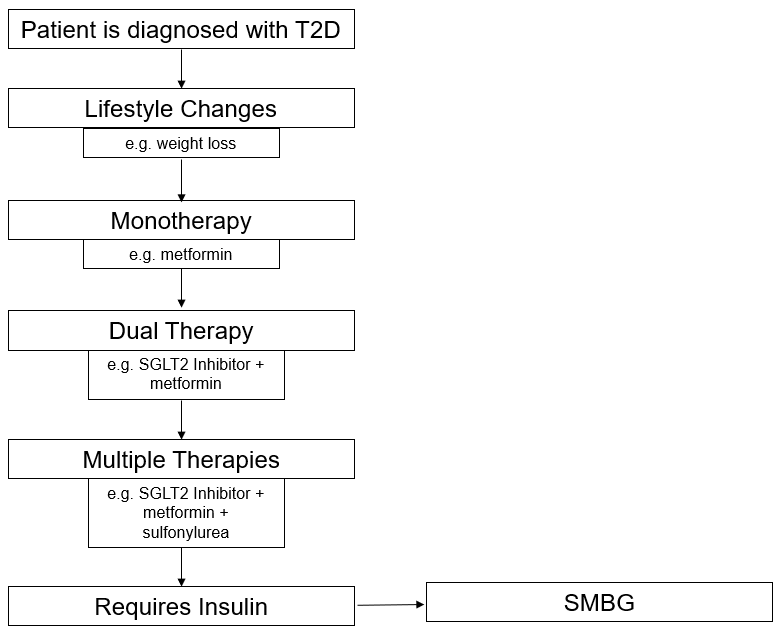 Patient is diagnosed with T2D
Lifestyle Changes
e.g. weight loss
Monotherapy
e.g. metformin
Dual Therapy
e.g. SGLT2 Inhibitor +
metformin
Multiple Therapies
e.g. SGLT2 Inhibitor +
metformin +
sulfonylurea
Requires Insulin
SMBG